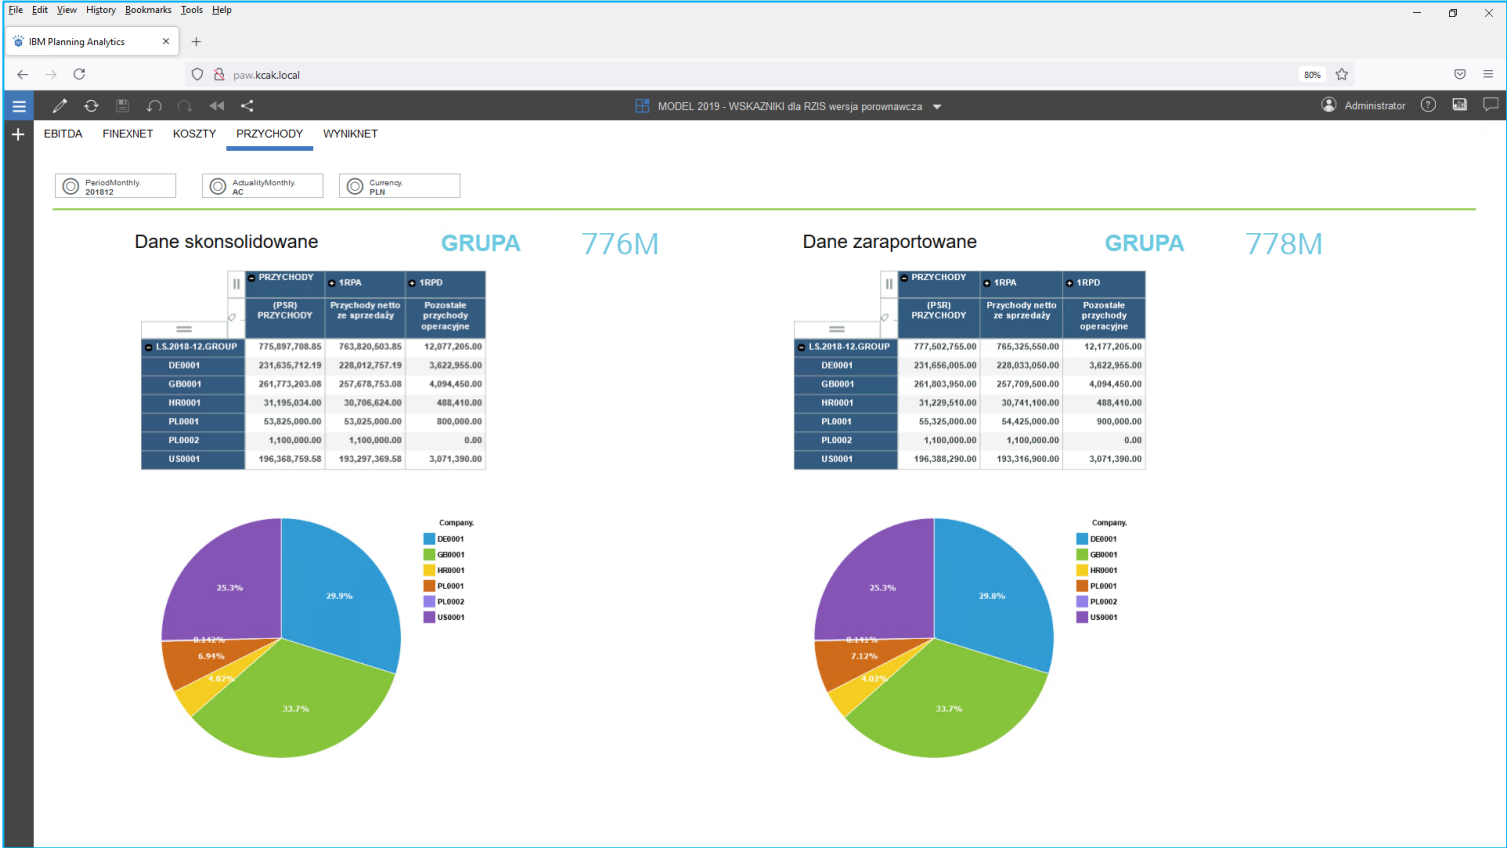 File Edit View History Bookmarks Tools Help
IBM Planning Analytics
paw.kcak.local
80%
MODEL 2019 - WSKAZNIKI dla RZIS wersja porownawcza
Administrator
EBITDA FINEXNET KOSZTY PRZYCHODY WYNIKNET
PeriodMonthly.
201812
ActualityMonthly.
AC
Currency.
PLN
Dane skonsolidowane GRUPA 776M
PRZYCHODY 1RPA 1RPD
(PSR) PRZYCHODY Przychody netto ze sprzedaży Pozostałe przychody operacyjne
LS.2018-12.GROUP 775,897,708.85 763,820,503.85 12,077,205.00
DE0001 231,635,712.19 228,012,757.19 3,622,955.00
GB0001 261,773,203.08 257,678,753.08 4,094,450.00
HR0001 31,195,034.00 30,706,624.00 488,410.00
PL0001 53,825,000.00 53,025,000.00 800,000.00
PL0002 1,100,000.00 1,100,000.00 0.00
US0001 196,368,759.58 193,297,369.58 3,071,390.00
25.3%
29.9%
0.142%
6.94%
4.02%
33.7%
Company.
DE0001
GB0001
HR0001
PL0001
PL0002
US0001
Dane zaraportowane GRUPA 778M
PRZYCHODY 1RPA 1RPD
(PSR) PRZYCHODY Przychody netto ze sprzedaży Pozostałe przychody operacyjne
LS.2018-12.GROUP 777,502,755.00 765,325,550.00 12,177,205.00
DE0001 231,656,005.00 228,033,050.00 3,622,955.00
GB0001 261,803,950.00 257,709,500.00 4,094,450.00
HR0001 31,229,510.00 30,741,100.00 488,410.00
PL0001 55,325,000.00 54,425,000.00 900,000.00
PL0002 1,100,000.00 1,100,000.00 0.00
US0001 196,388,290.00 193,316,900.00 3,071,390.00
25.3%
29.8%
0.141%
7.12%
4.02%
33.7%
Company.
DE0001
GB0001
HR0001
PL0001
PL0002
US0001